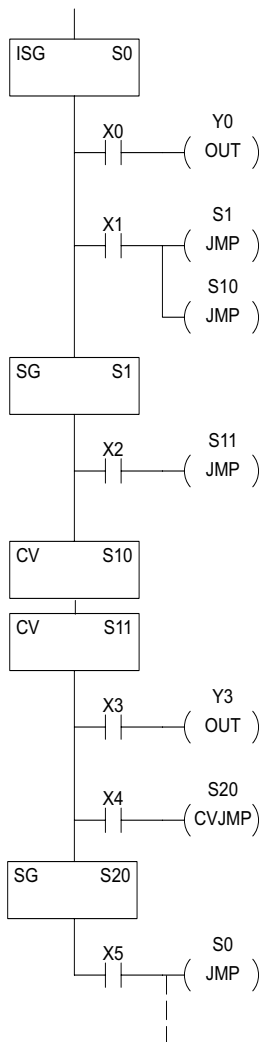 ISG S0
X0
Y0
OUT
X1
S1
JMP
S10
JMP
SG S1
X2
S11
JMP
CV S10
CV S11
X3
Y3
OUT
X4
S20
CVJMP
SG S20
X5
S0
JMP